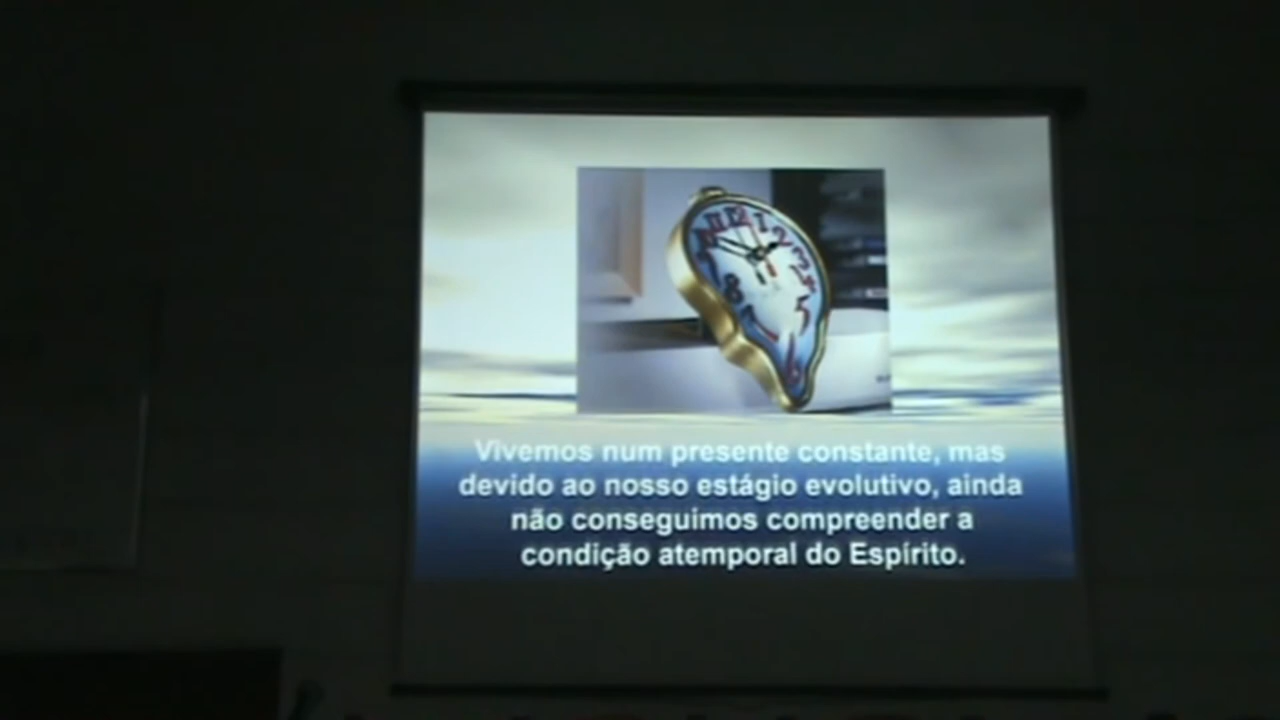 Vivemos num presente constante, mas
devido ao nosso estágio evolutivo, ainda
não conseguimos compreender a
condição atemporal do Espírito.